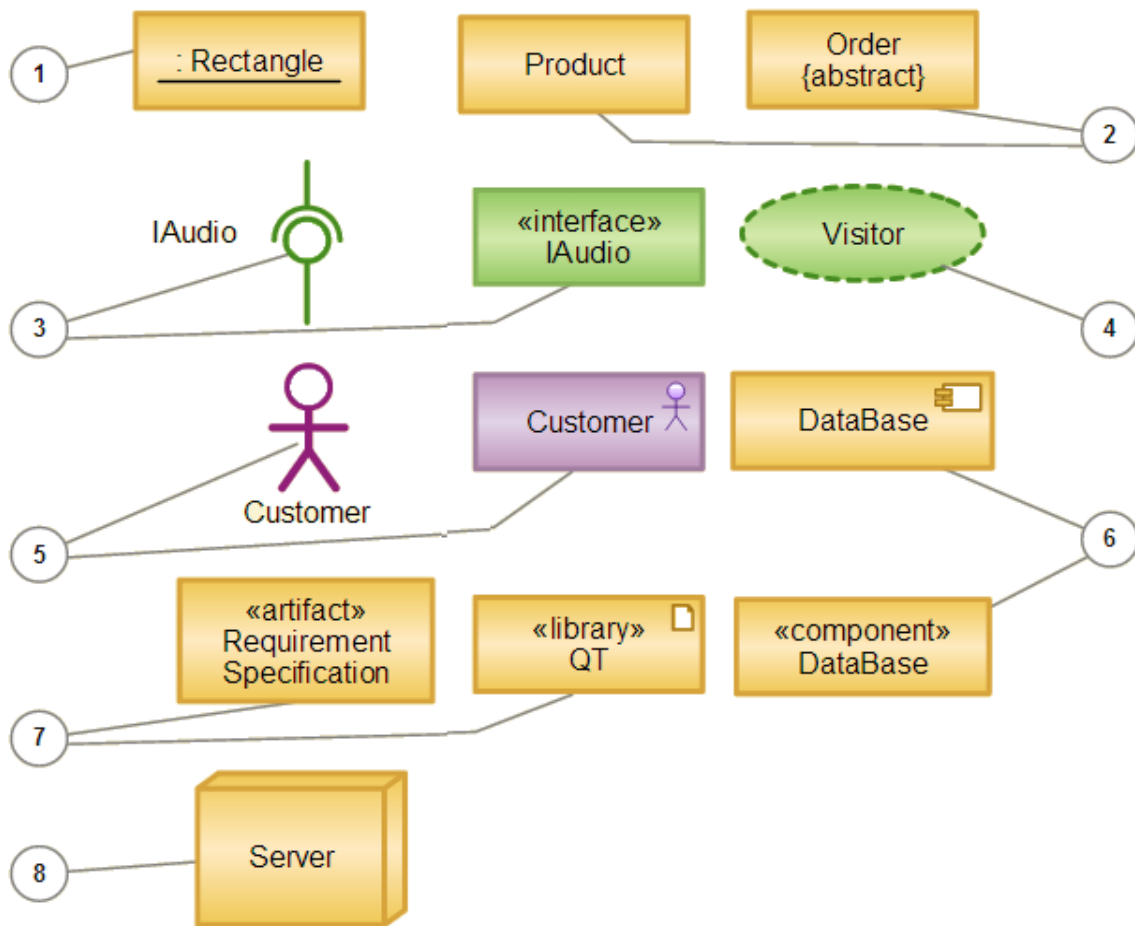 1
: Rectangle
Product
Order
{abstract}
2
IAudio
«interface»
IAudio
Visitor
3
4
Customer
Customer
DataBase
5
6
«artifact»
Requirement
Specification
«library»
QT
«component»
DataBase
7
8
Server